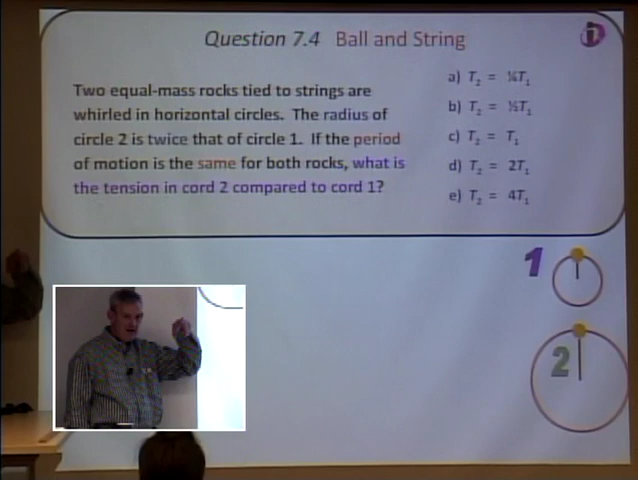 Question 7.4 Ball and String
Two equal-mass rocks tied to strings are
whirled in horizontal circles. The radius of
circle 2 is twice that of circle 1. If the period
of motion is the same for both rocks, what is
the tension in cord 2 compared to cord 1?
a) T₂ = ¼T₁
b) T₂ = ½T₁
c) T₂ = T₁
d) T₂ = 2T₁
e) T₂ = 4T₁
1
2